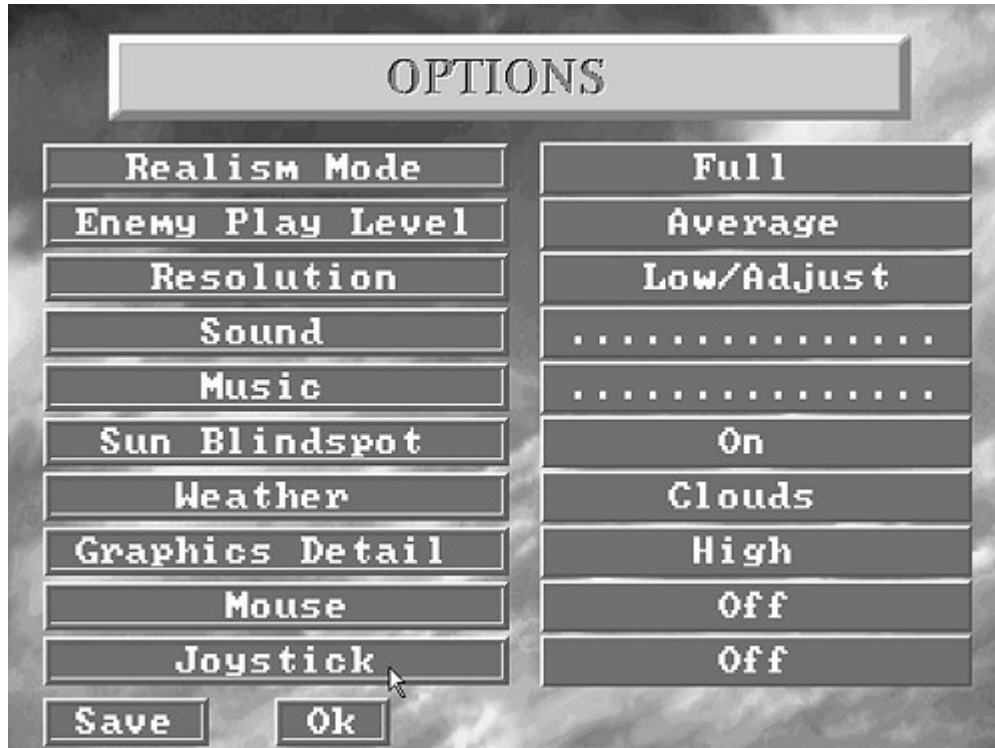 OPTIONS
Realism Mode Full
Enemy Play Level Average
Resolution Low/Adjust
Sound ...............
Music ...............
Sun Blindspot On
Weather Clouds
Graphics Detail High
Mouse Off
Joystick Off
Save Ok